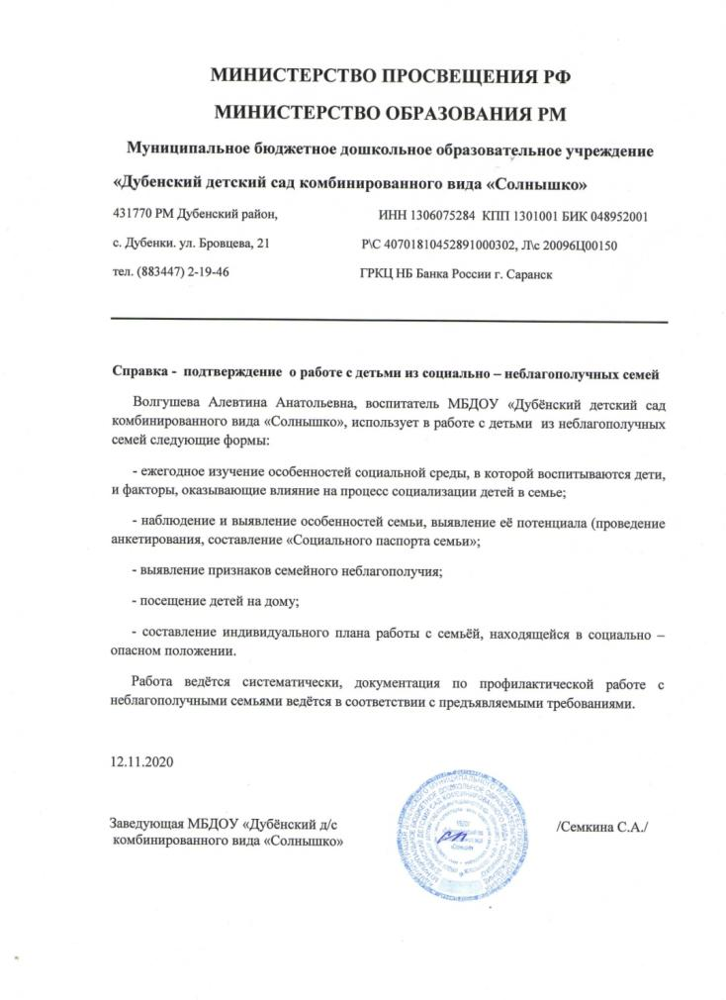 МИНИСТЕРСТВО ПРОСВЕЩЕНИЯ РФ
МИНИСТЕРСТВО ОБРАЗОВАНИЯ РМ
Муниципальное бюджетное дошкольное образовательное учреждение
«Дубенский детский сад комбинированного вида «Солнышко»
431770 РМ Дубенский район, ИНН 1306075284 КПП 1301001 БИК 048952001
с. Дубенки. ул. Бровцева, 21 Р\С 40701810452891000302, Л\с 20096Ц00150
тел. (883447) 2-19-46 ГРКЦ НБ Банка России г. Саранск
Справка - подтверждение о работе с детьми из социально – неблагополучных семей
Волгушева Алевтина Анатольевна, воспитатель МБДОУ «Дубёнский детский сад
комбинированного вида «Солнышко», использует в работе с детьми из неблагополучных
семей следующие формы:
- ежегодное изучение особенностей социальной среды, в которой воспитываются дети,
и факторы, оказывающие влияние на процесс социализации детей в семье;
- наблюдение и выявление особенностей семьи, выявление её потенциала (проведение
анкетирования, составление «Социального паспорта семьи»;
- выявление признаков семейного неблагополучия;
- посещение детей на дому;
- составление индивидуального плана работы с семьёй, находящейся в социально –
опасном положении.
Работа ведётся систематически, документация по профилактической работе с
неблагополучными семьями ведётся в соответствии с предъявляемыми требованиями.
12.11.2020
Заведующая МБДОУ «Дубёнский д/с /Семкина С.А./
комбинированного вида «Солнышко»